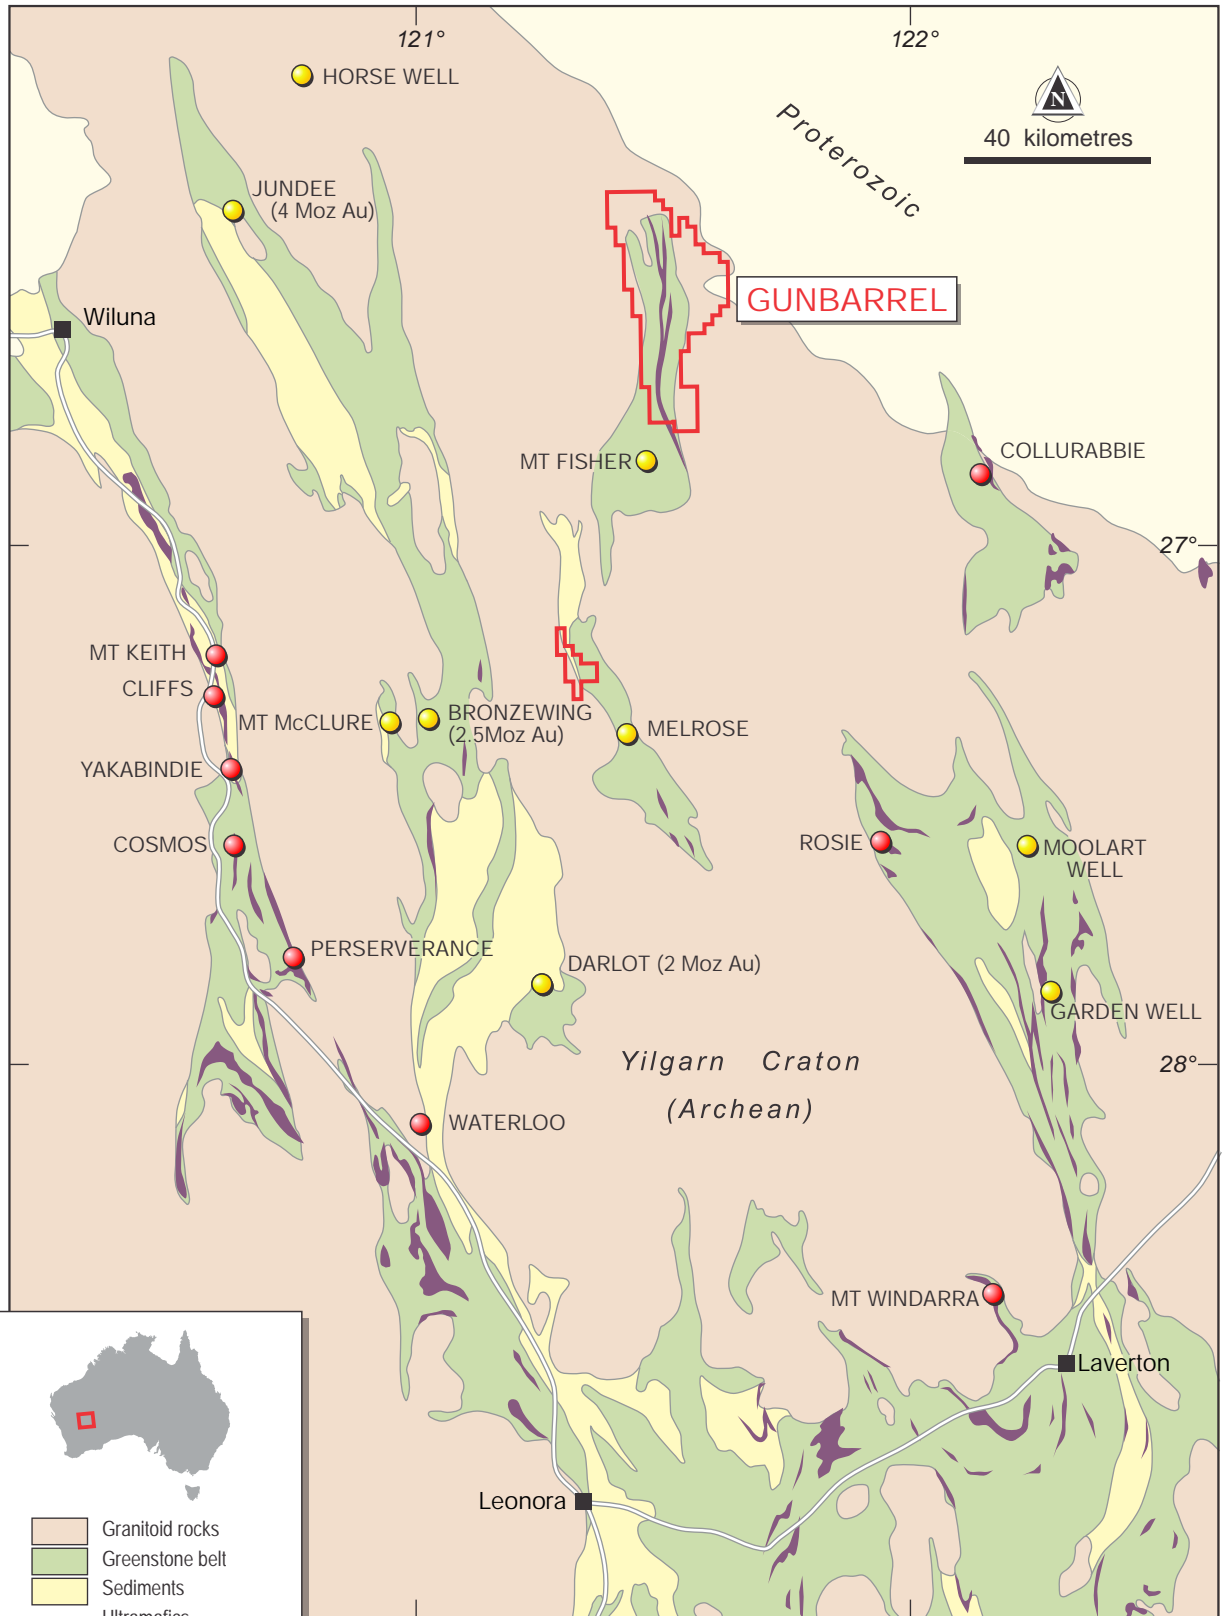 121°
122°
HORSE WELL
N
40 kilometres
Proterozoic
JUNDEE
(4 Moz Au)
GUNBARREL
Wiluna
MT FISHER
COLLURABBIE
27°
MT KEITH
CLIFFS
MT McCLURE
BRONZEWING
(2.5Moz Au)
MELROSE
YAKABINDIE
COSMOS
ROSIE
MOOLART
WELL
PERSERVERANCE
DARLOT (2 Moz Au)
GARDEN WELL
Yilgarn Craton
(Archean)
28°
WATERLOO
MT WINDARRA
Laverton
Leonora
Granitoid rocks
Greenstone belt
Sediments
Ultramafics